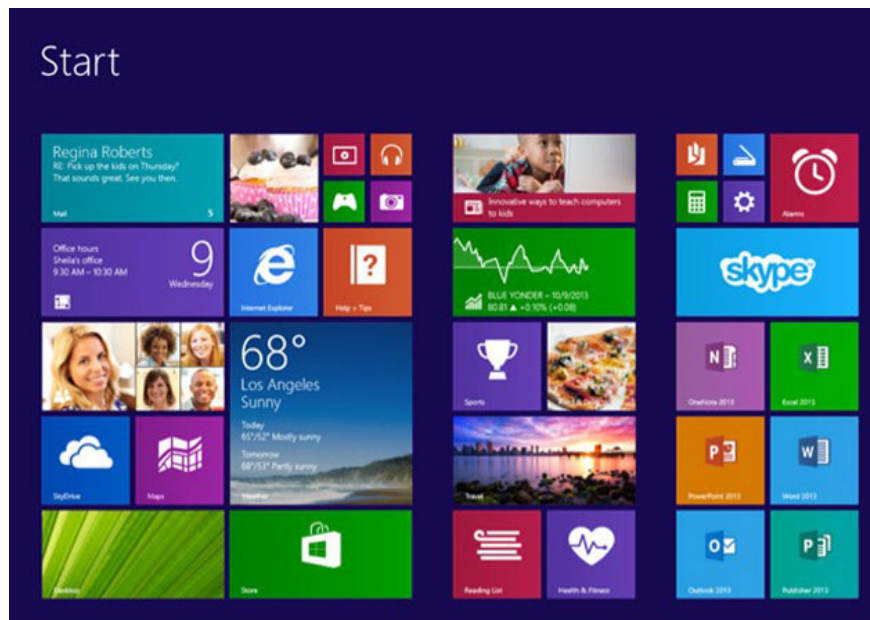 Start
Regina Roberts
RE: Pick up the kids on Thursday?
That sounds great. See you then.
Mail
5
Office hours
Sheila's office
9:30 AM – 10:30 AM
9
Wednesday
Internet Explorer
Help + Tips
68°
Los Angeles
Sunny
Today
65°/52° Mostly sunny
Tomorrow
68°/53° Partly sunny
Weather
SkyDrive
Maps
Desktop
Store
Innovative ways to teach computers
to kids
BLUE YONDER – 10/9/2013
80.81 ▲ +0.10% (+0.08)
Sports
Travel
Reading List
Health & Fitness
Alarms
skype
OneNote 2013
Excel 2013
PowerPoint 2013
Word 2013
Outlook 2013
Publisher 2013